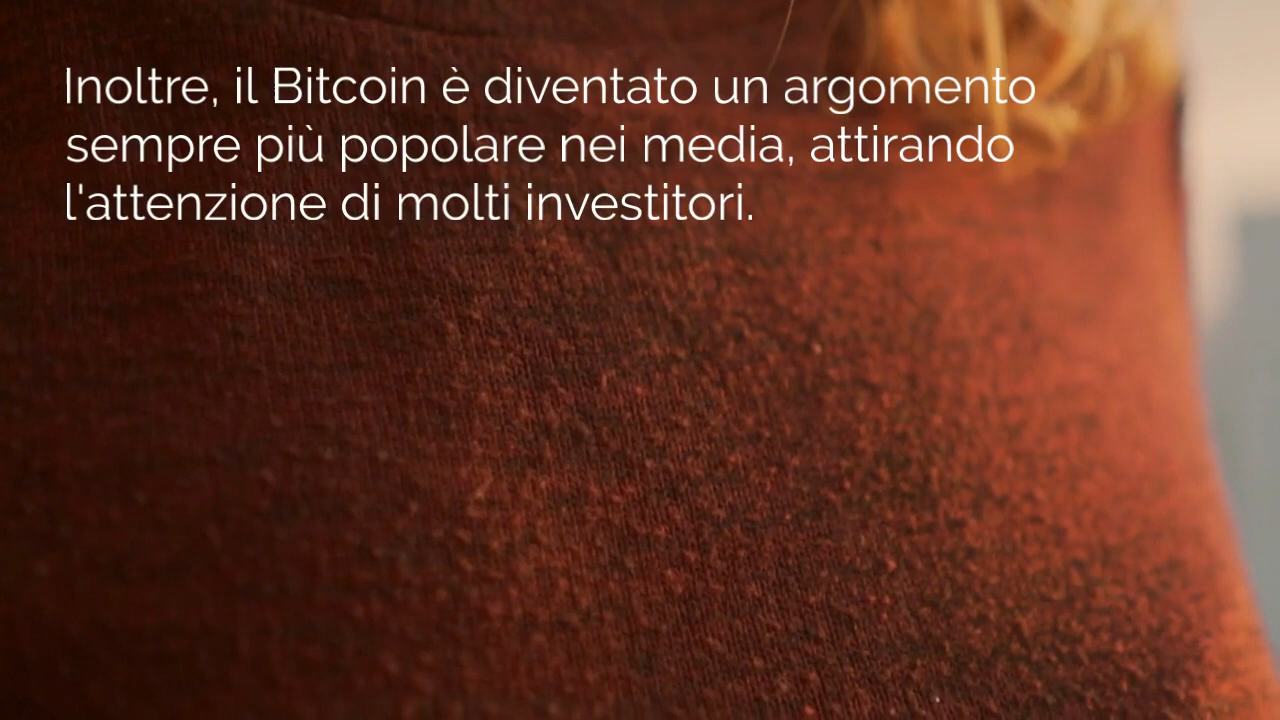 Inoltre, il Bitcoin è diventato un argomento
sempre più popolare nei media, attirando
l'attenzione di molti investitori.